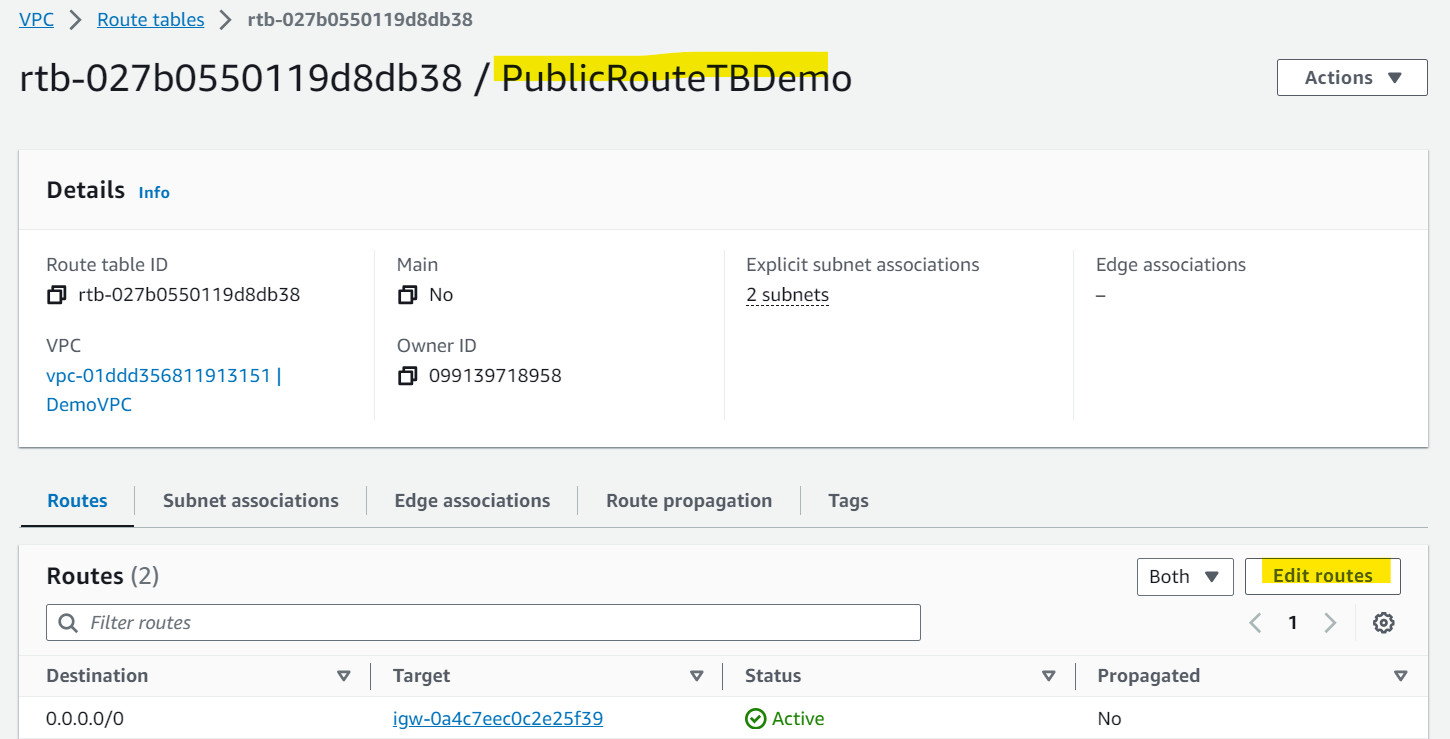 VPC > Route tables > rtb-027b0550119d8db38
rtb-027b0550119d8db38 / PublicRouteTBDemo
Actions
Details Info
Route table ID
rtb-027b0550119d8db38
Main
No
Explicit subnet associations
2 subnets
Edge associations
–
VPC
vpc-01ddd356811913151 |
DemoVPC
Owner ID
099139718958
Routes Subnet associations Edge associations Route propagation Tags
Routes (2)
Both
Edit routes
Filter routes
1
Destination Target Status Propagated
0.0.0.0/0 igw-0a4c7eec0c2e25f39 Active No